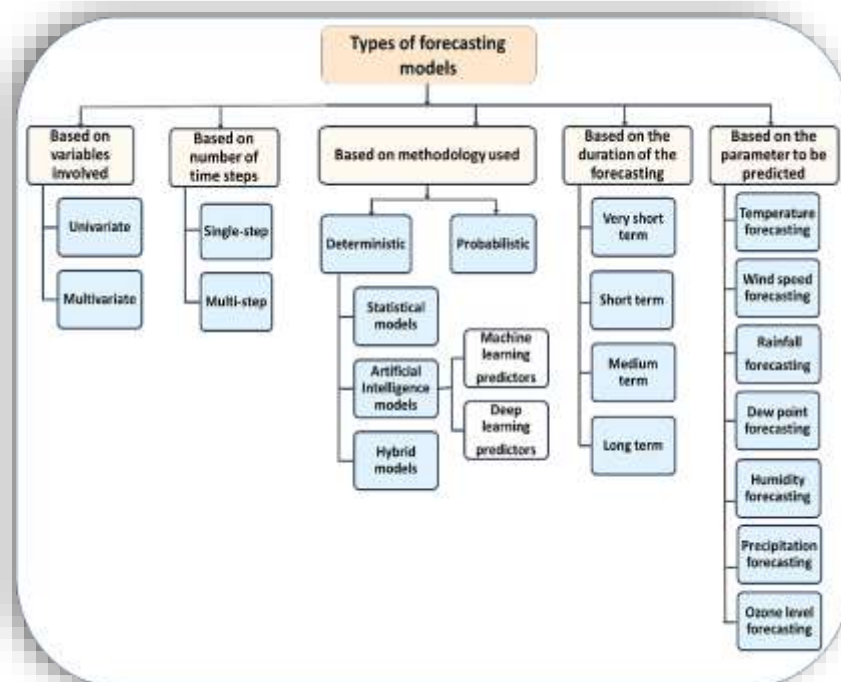 Types of forecasting
models
Based on
variables
involved
Univariate
Multivariate
Based on
number of
time steps
Single-step
Multi-step
Based on methodology used
Deterministic
Probabilistic
Statistical
models
Artificial
Intelligence
models
Machine
learning
predictors
Deep
learning
predictors
Hybrid
models
Based on the
duration of the
forecasting
Very short
term
Short term
Medium
term
Long term
Based on the
parameter to be
predicted
Temperature
forecasting
Wind speed
forecasting
Rainfall
forecasting
Dew point
forecasting
Humidity
forecasting
Precipitation
forecasting
Ozone level
forecasting